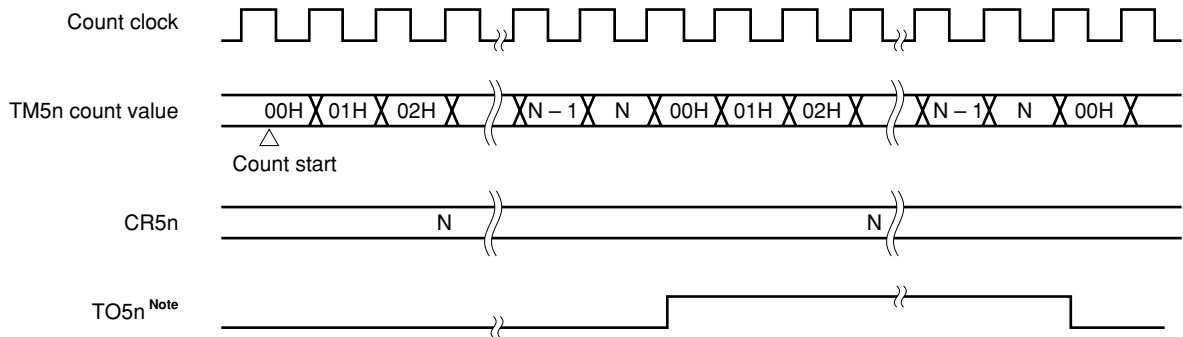 Count clock
TM5n count value 00H 01H 02H N – 1 N 00H 01H 02H N – 1 N 00H
Count start
CR5n N N
TO5n Note